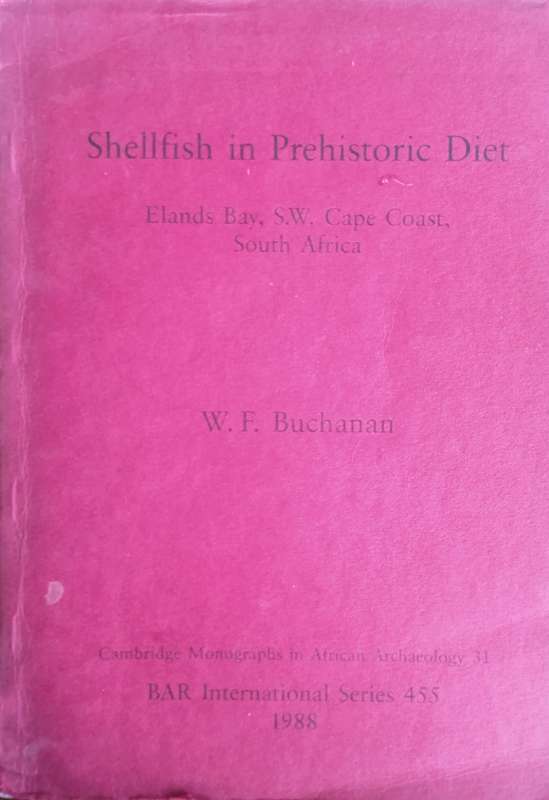 Shellfish in Prehistoric Diet
Elands Bay, S.W. Cape Coast,
South Africa
W. F. Buchanan
Cambridge Monographs in African Archaeology 31
BAR International Series 455
1988